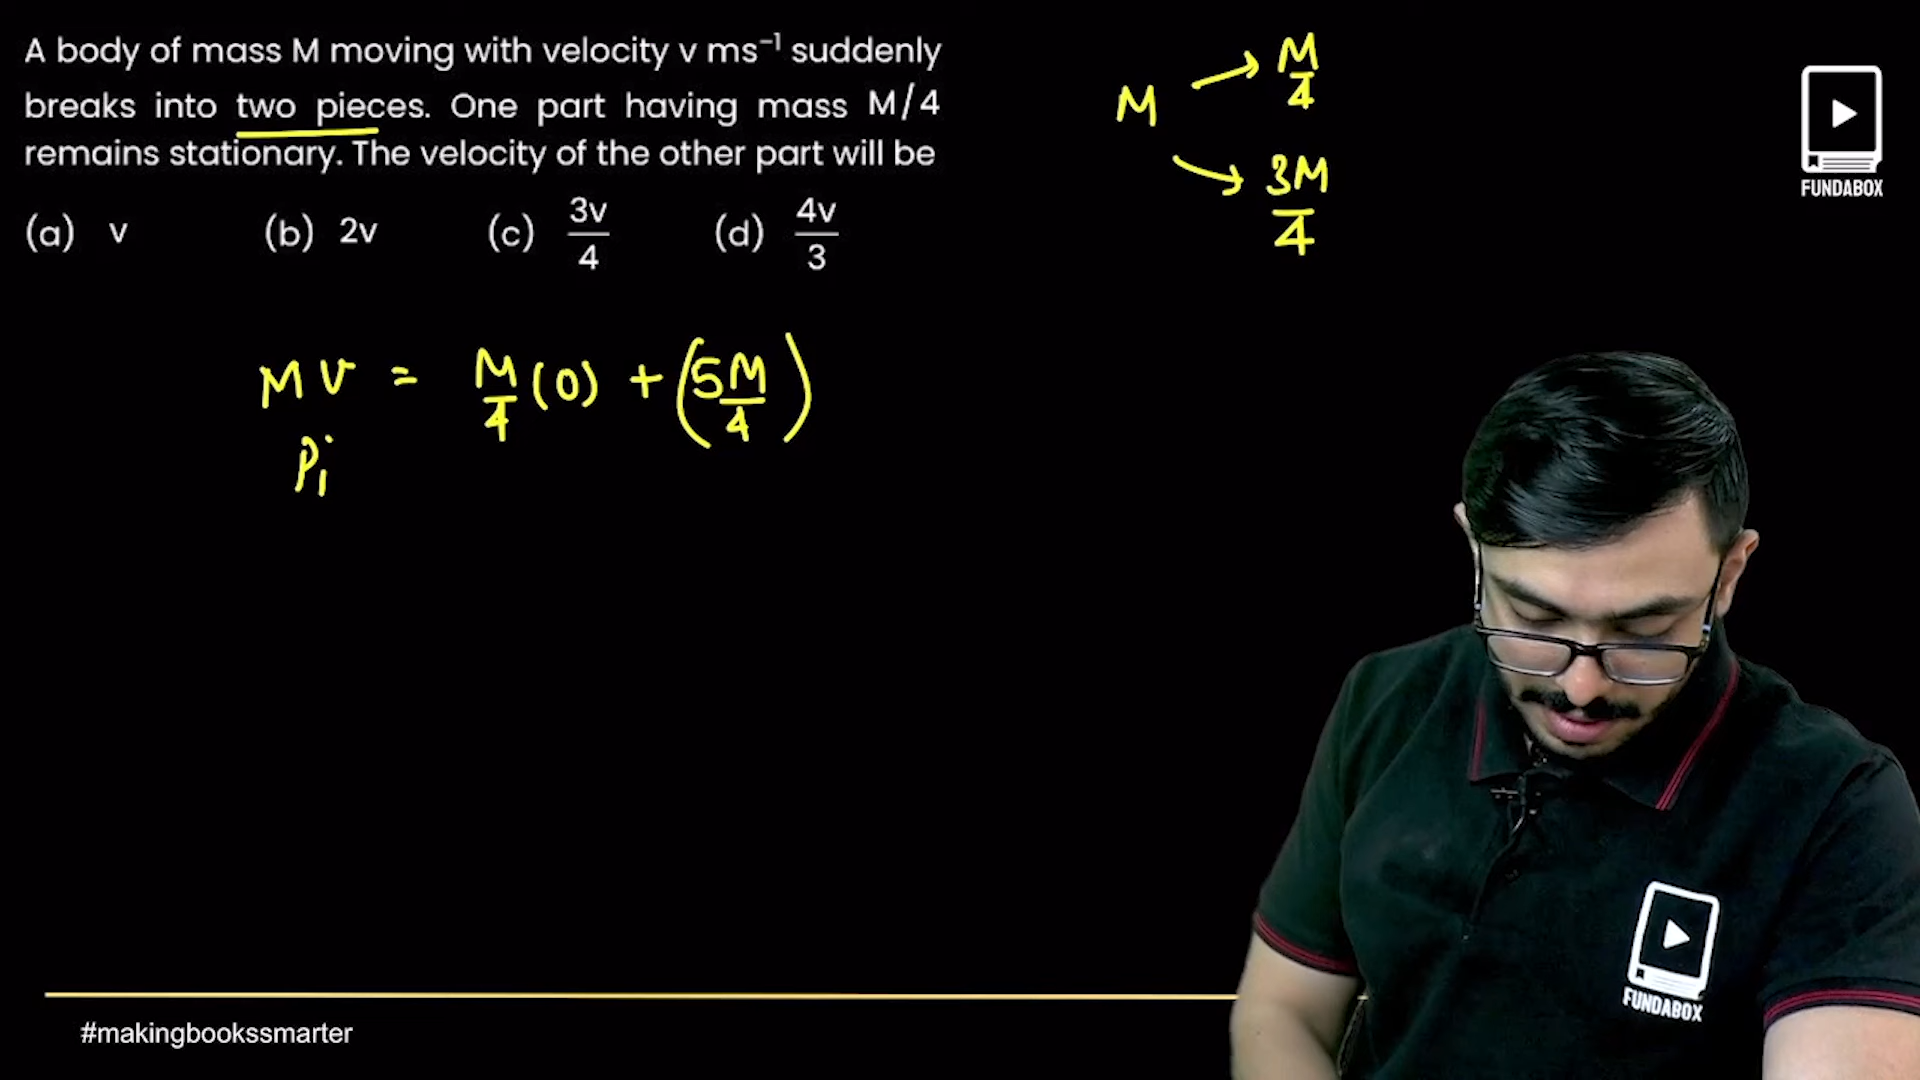 A body of mass M moving with velocity v ms⁻¹ suddenly
breaks into two pieces. One part having mass M/4
remains stationary. The velocity of the other part will be
(a) v (b) 2v (c) 3v/4 (d) 4v/3
M → M/4
→ 3M/4
MV = M/4 (0) + (5M/4)
Pi
FUNDABOX
FUNDABOX
#makingbookssmarter